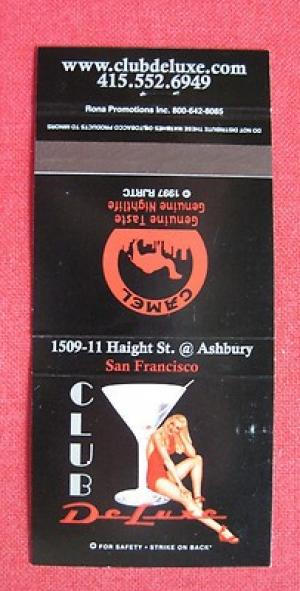 www.clubdeluxe.com
415.552.6949
Rona Promotions Inc. 800-642-8085
DO NOT DISTRIBUTE THESE MATCHES OR TOBACCO PRODUCTS TO MINORS
© 1997 RJRTC
Genuine Nightlife
Genuine Taste
CAMEL
1509-11 Haight St. @ Ashbury
San Francisco
CLUB
DeLuxe
FOR SAFETY - STRIKE ON BACK